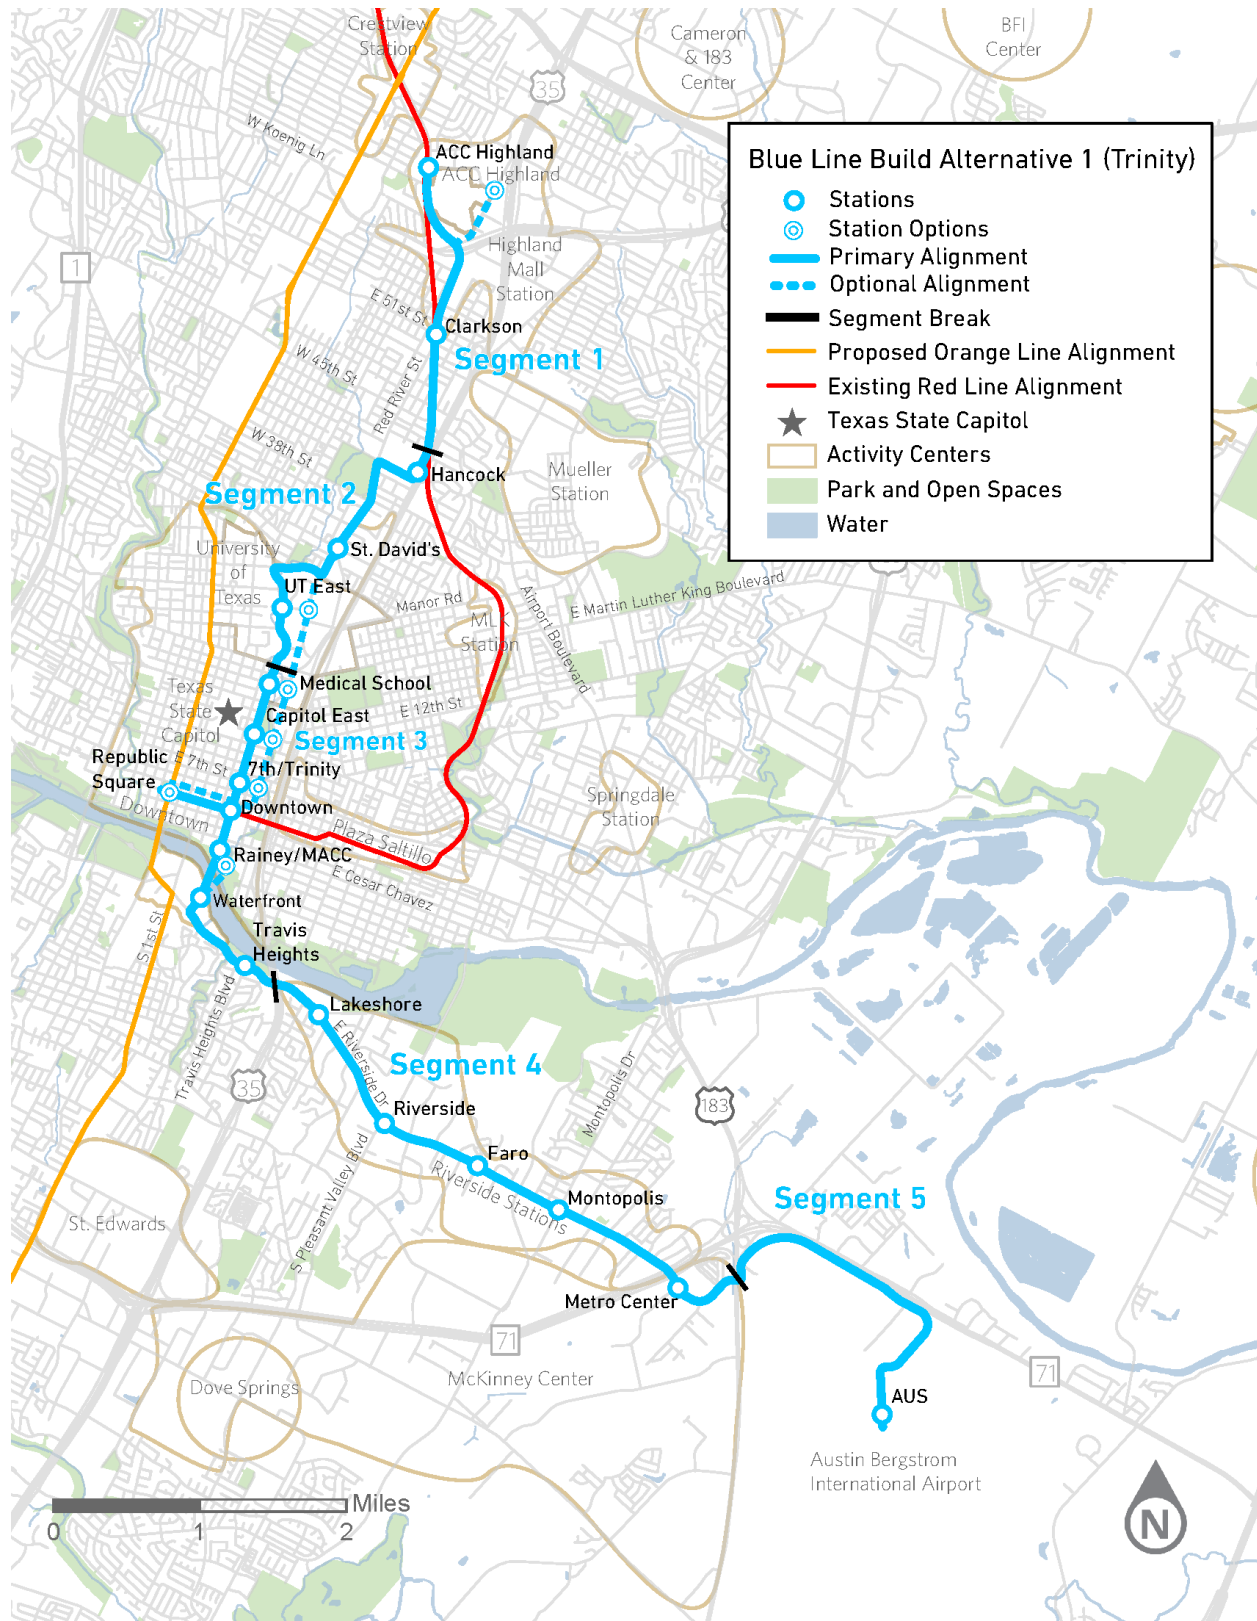 Crestview
Station
Cameron
& 183
Center
BFI
Center
35
W Koenig Ln
ACC Highland
ACC Highland
Blue Line Build Alternative 1 (Trinity)
Stations
Station Options
Primary Alignment
Optional Alignment
Segment Break
Proposed Orange Line Alignment
Existing Red Line Alignment
Texas State Capitol
Activity Centers
Park and Open Spaces
Water
1
Highland
Mall
Station
E 51st St
Clarkson
Segment 1
W 45th St
Red River St
W 38th St
Hancock
Mueller
Station
Segment 2
University
of
Texas
St. David's
UT East
Manor Rd
Airport Boulevard
E Martin Luther King Boulevard
MLK
Station
Medical School
Texas
State
Capitol
E 12th St
Capitol East
Segment 3
Republic
Square
E 7th St
7th/Trinity
Downtown
Downtown
Plaza Saltillo
Springdale
Station
Rainey/MACC
E Cesar Chavez
Waterfront
S 1st St
Travis
Heights
Travis Heights Blvd
Lakeshore
E Riverside Dr
Segment 4
35
Montopolis Dr
183
Riverside
S Pleasant Valley Blvd
Faro
Riverside Stations
Montopolis
Segment 5
St. Edwards
Metro Center
71
McKinney Center
71
Dove Springs
AUS
Austin Bergstrom
International Airport
Miles
0 1 2
N